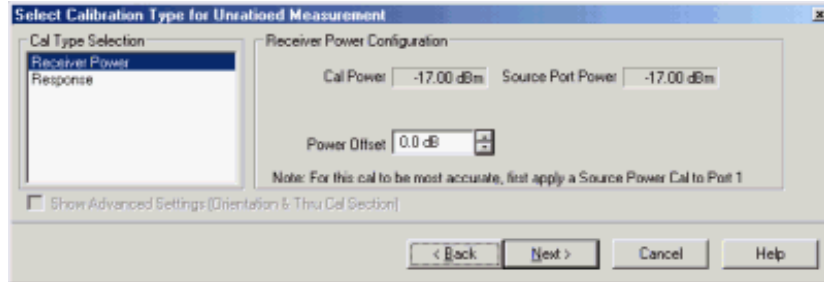 Select Calibration Type for Unratioed Measurement
Cal Type Selection
Receiver Power
Response
Receiver Power Configuration
Cal Power -17.00 dBm Source Port Power -17.00 dBm
Power Offset 0.0 dB
Note: For this cal to be most accurate, first apply a Source Power Cal to Port 1
Show Advanced Settings (Orientation & Thru Cal Section)
< Back Next > Cancel Help